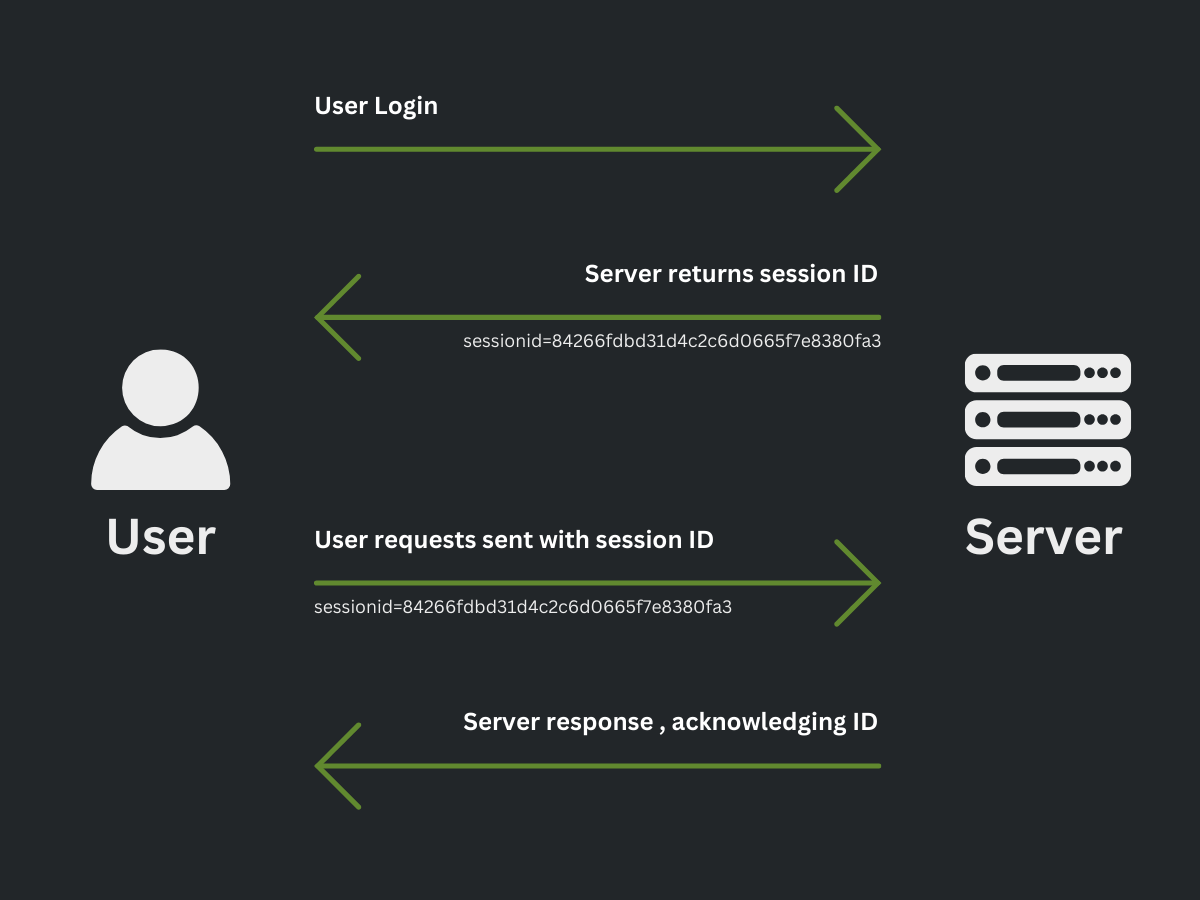 User Login
Server returns session ID
sessionid=84266fdbd31d4c2c6d0665f7e8380fa3
User
Server
User requests sent with session ID
sessionid=84266fdbd31d4c2c6d0665f7e8380fa3
Server response , acknowledging ID